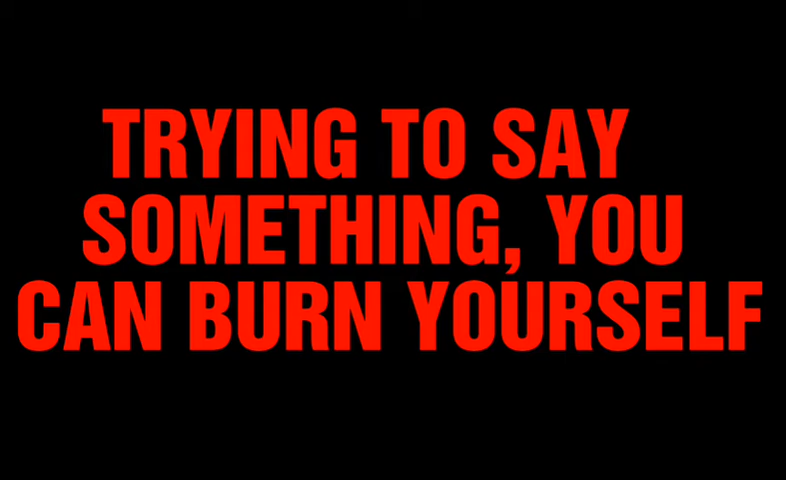 TRYING TO SAY
SOMETHING, YOU
CAN BURN YOURSELF